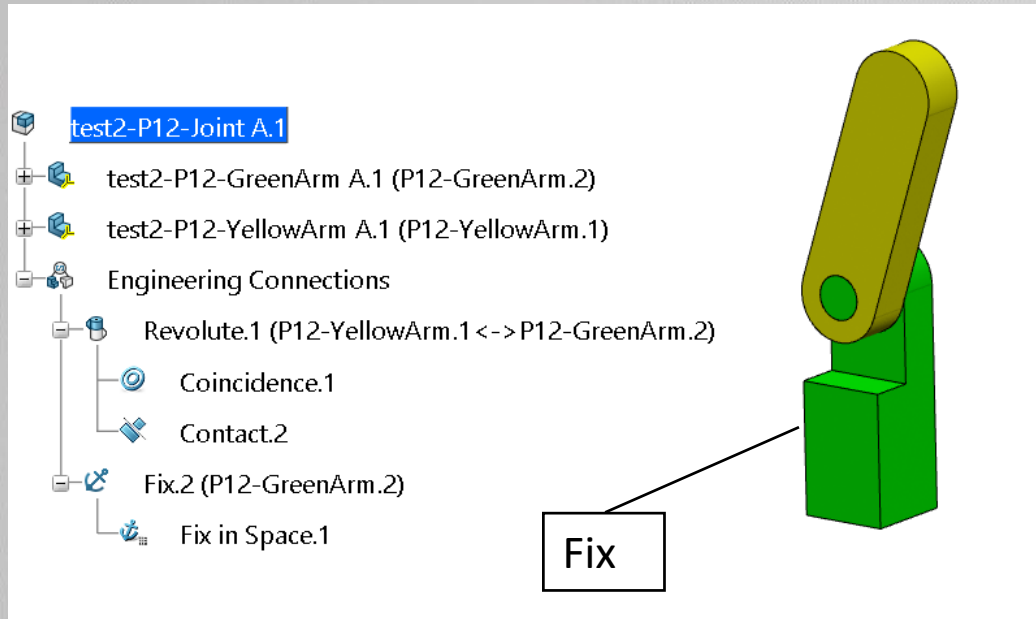 test2-P12-Joint A.1
test2-P12-GreenArm A.1 (P12-GreenArm.2)
test2-P12-YellowArm A.1 (P12-YellowArm.1)
Engineering Connections
Revolute.1 (P12-YellowArm.1<->P12-GreenArm.2)
Coincidence.1
Contact.2
Fix.2 (P12-GreenArm.2)
Fix in Space.1
Fix